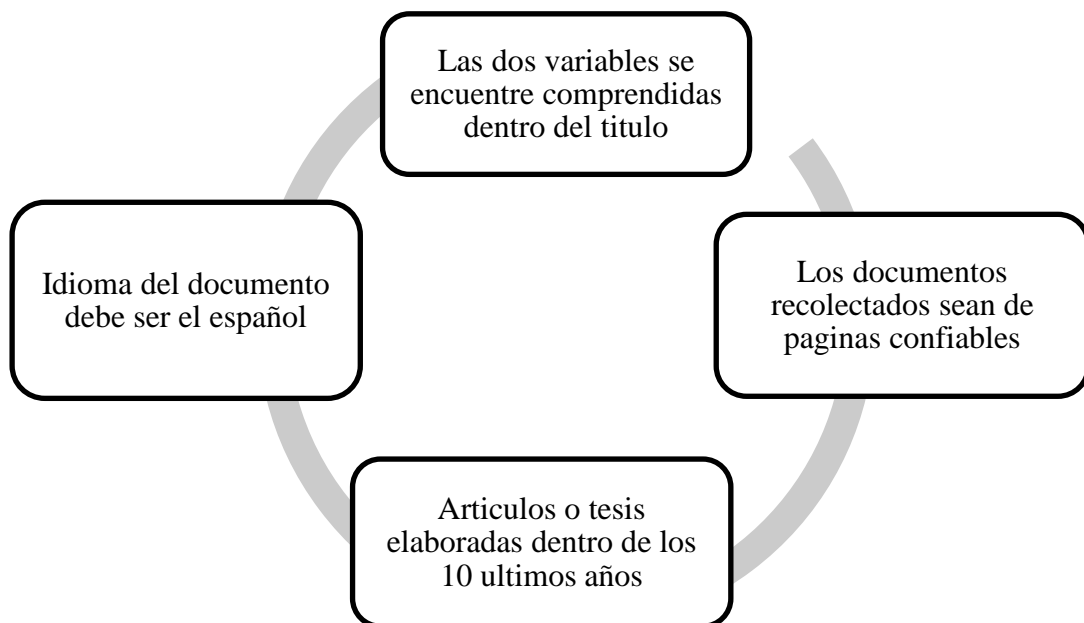 Las dos variables se
encuentre comprendidas
dentro del titulo
Los documentos
recolectados sean de
paginas confiables
Articulos o tesis
elaboradas dentro de los
10 ultimos años
Idioma del documento
debe ser el español